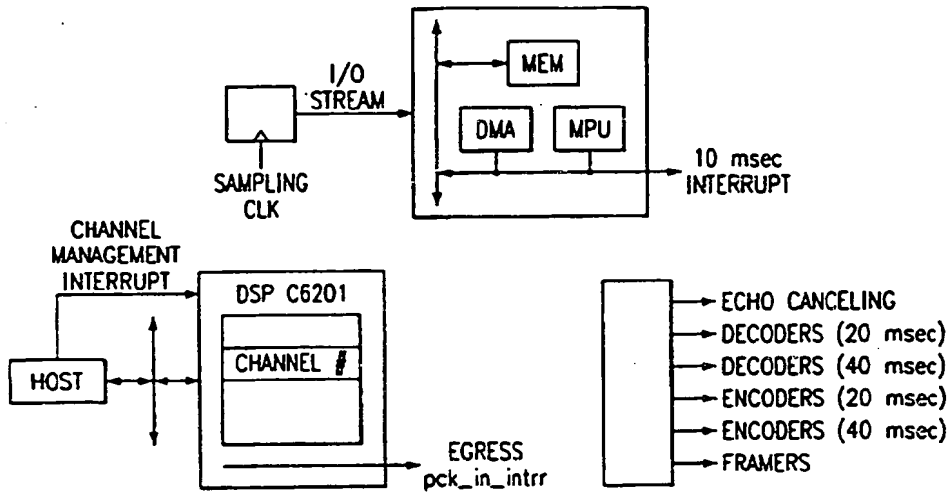 I/O
STREAM
MEM
DMA
MPU
SAMPLING
CLK
10 msec
INTERRUPT
CHANNEL
MANAGEMENT
INTERRUPT
DSP C6201
CHANNEL #
HOST
EGRESS
pck_in_intrr
ECHO CANCELING
DECODERS (20 msec)
DECODERS (40 msec)
ENCODERS (20 msec)
ENCODERS (40 msec)
FRAMERS